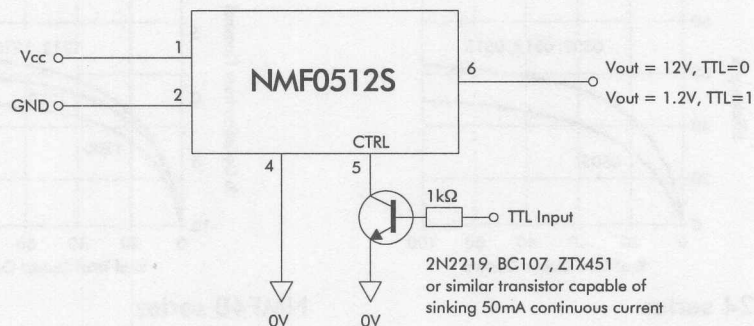 1
Vcc
NMF0512S
6
Vout = 12V, TTL=0
2
GND
Vout = 1.2V, TTL=1
CTRL
4
5
1kΩ
TTL Input
2N2219, BC107, ZTX451
or similar transistor capable of
sinking 50mA continuous current
0V
0V